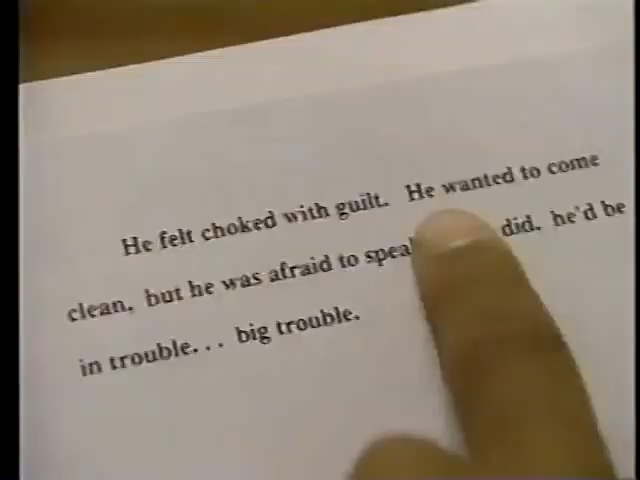 He felt choked with guilt. He wanted to come
clean, but he was afraid to speak did, he'd be
in trouble... big trouble.